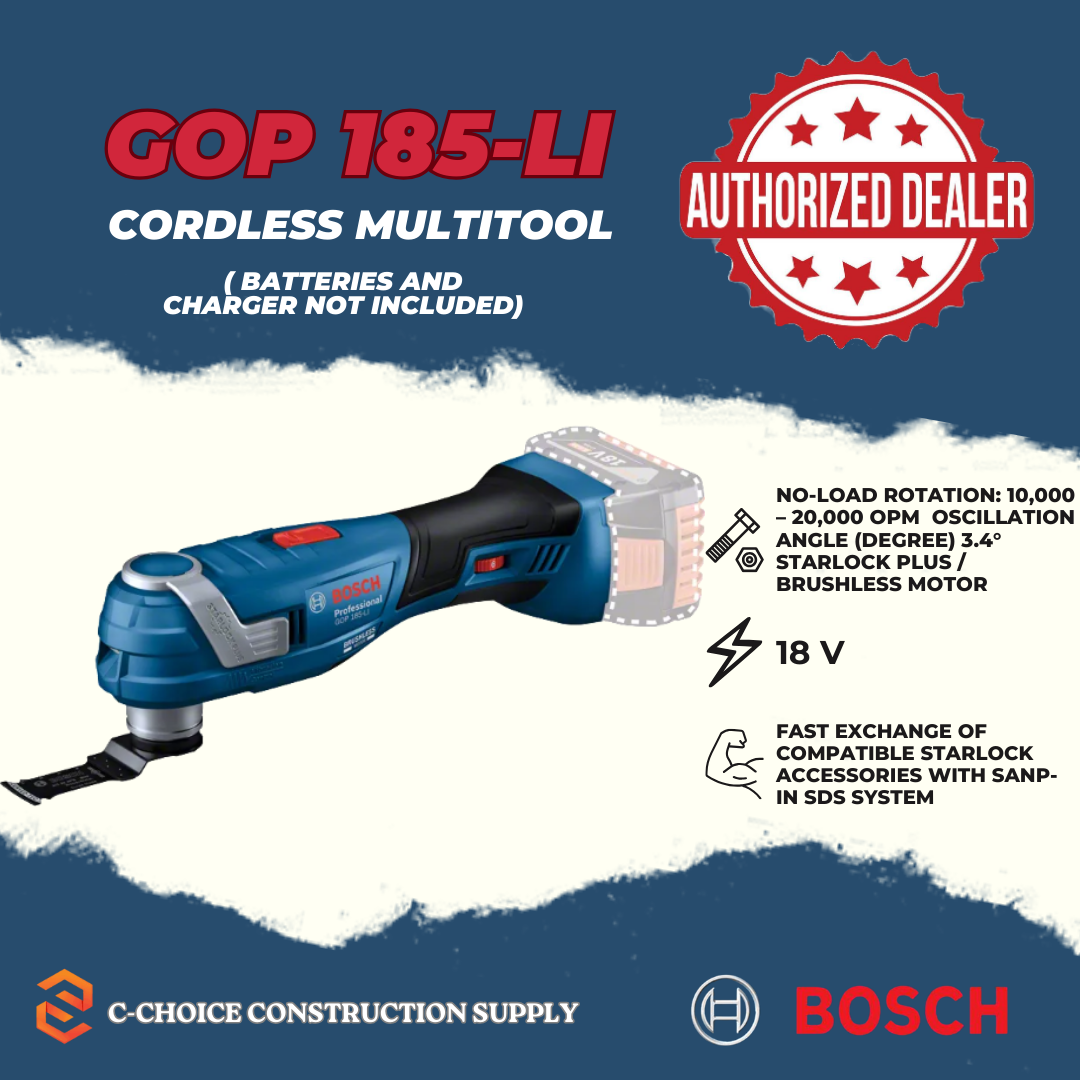 GOP 185-LI
CORDLESS MULTITOOL
( BATTERIES AND
CHARGER NOT INCLUDED)
AUTHORIZED DEALER
18V
BOSCH
Professional
GOP 185-LI
BRUSHLESS
NO-LOAD ROTATION: 10,000
– 20,000 OPM OSCILLATION
ANGLE (DEGREE) 3.4°
STARLOCK PLUS /
BRUSHLESS MOTOR
18 V
FAST EXCHANGE OF
COMPATIBLE STARLOCK
ACCESSORIES WITH SANP-
IN SDS SYSTEM
C-CHOICE CONSTRUCTION SUPPLY
BOSCH